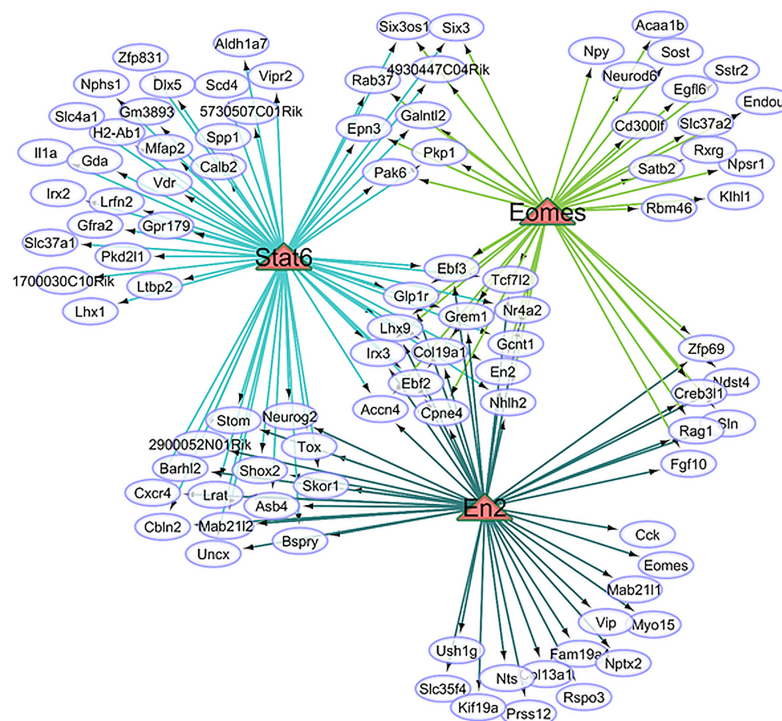 Six3os1
Six3
Acaa1b
Zfp831
Aldh1a7
Npy
Sost
Nphs1
Dlx5
Scd4
Vipr2
Rab37
4930447C04Rik
Neurod6
Sstr2
Egfl6
Slc4a1
Gm3893
5730507C01Rik
Galntl2
Endou
H2-Ab1
Spp1
Epn3
Cd300lf
Slc37a2
Il1a
Gda
Mfap2
Calb2
Pkp1
Rxrg
Vdr
Pak6
Satb2
Npsr1
Irx2
Lrfn2
Klhl1
Gfra2
Gpr179
Eomes
Rbm46
Slc37a1
Pkd2l1
Stat6
1700030C10Rik
Ltbp2
Ebf3
Tcf7l2
Lhx1
Glp1r
Grem1
Nr4a2
Lhx9
Gcnt1
Zfp69
Irx3
Col19a1
En2
Ndst4
Ebf2
Creb3l1
Accn4
Cpne4
Nhlh2
Stom
Neurog2
Sln
Rag1
2900052N01Rik
Tox
Barhl2
Shox2
Fgf10
Cxcr4
Lrat
Skor1
Asb4
En2
Cbln2
Mab21l2
Uncx
Bspry
Cck
Eomes
Mab21l1
Vip
Myo15
Ush1g
Fam19a
Nptx2
Slc35f4
Nts
Col13a1
Kif19a
Rspo3
Prss12